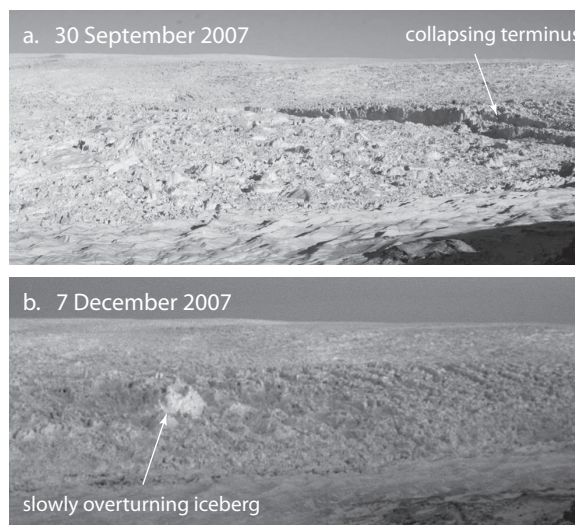 a. 30 September 2007
collapsing terminus
b. 7 December 2007
slowly overturning iceberg